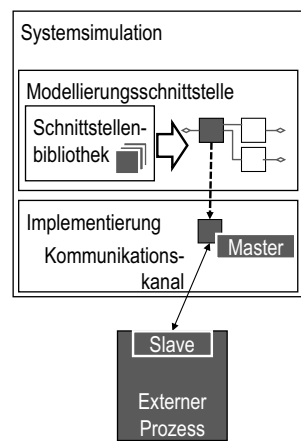 Systemsimulation
Modellierungsschnittstelle
Schnittstellen-
bibliothek
Implementierung
Kommunikations-
kanal
Master
Slave
Externer
Prozess